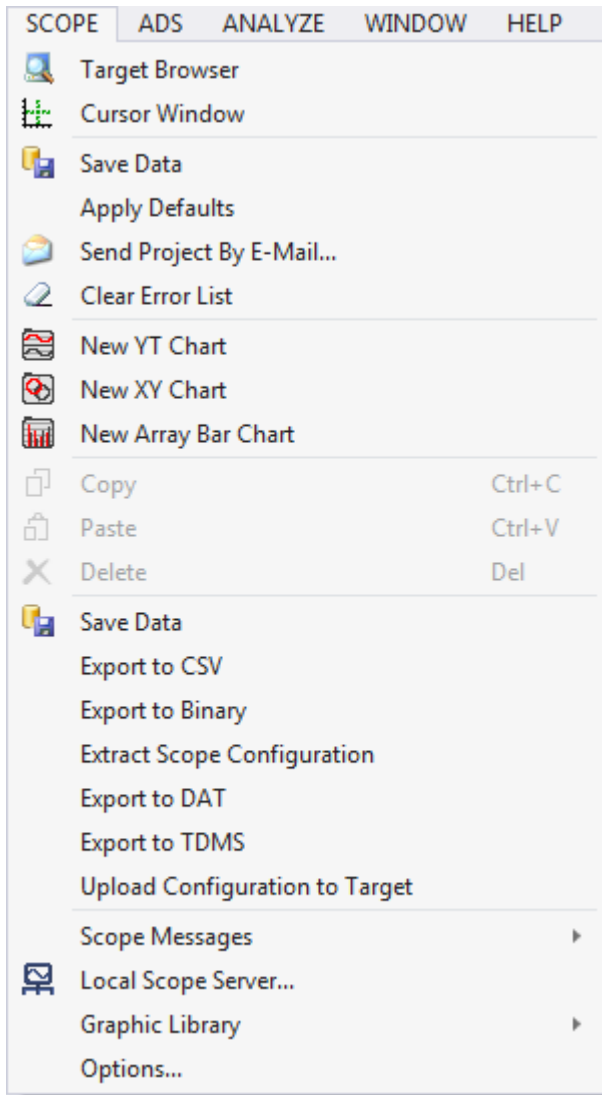 SCOPE ADS ANALYZE WINDOW HELP
Target Browser
Cursor Window
Save Data
Apply Defaults
Send Project By E-Mail...
Clear Error List
New YT Chart
New XY Chart
New Array Bar Chart
Copy Ctrl+C
Paste Ctrl+V
Delete Del
Save Data
Export to CSV
Export to Binary
Extract Scope Configuration
Export to DAT
Export to TDMS
Upload Configuration to Target
Scope Messages
Local Scope Server...
Graphic Library
Options...